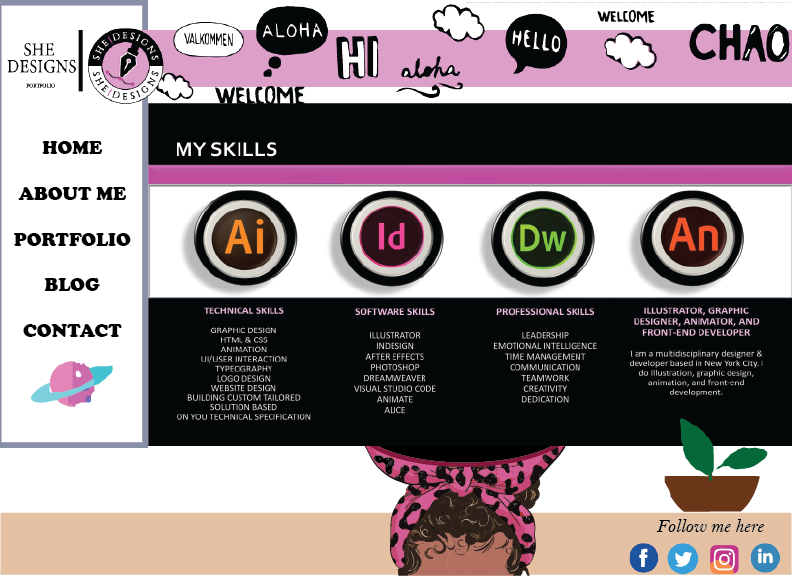 SHE
DESIGNS
PORTFOLIO
SHE|DESIGNS
SHE|DESIGNS
VALKOMMEN
ALOHA
HI
aloha
WELCOME
HELLO
WELCOME
CHAO
HOME
ABOUT ME
PORTFOLIO
BLOG
CONTACT
MY SKILLS
Ai
Id
Dw
An
TECHNICAL SKILLS
GRAPHIC DESIGN
HTML & CSS
ANIMATION
UI/USER INTERACTION
TYPEOGRAPHY
LOGO DESIGN
WEBSITE DESIGN
BUILDING CUSTOM TAILORED
SOLUTION BASED
ON YOU TECHNICAL SPECIFICATION
SOFTWARE SKILLS
ILLUSTRATOR
INDESIGN
AFTER EFFECTS
PHOTOSHOP
DREAMWEAVER
VISUAL STUDIO CODE
ANIMATE
ALICE
PROFESSIONAL SKILLS
LEADERSHIP
EMOTIONAL INTELLIGENCE
TIME MANAGEMENT
COMMUNICATION
TEAMWORK
CREATIVITY
DEDICATION
ILLUSTRATOR, GRAPHIC
DESIGNER, ANIMATOR, AND
FRONT-END DEVELOPER
I am a multidisciplinary designer &
developer based in New York City. I
do illustration, graphic design,
animation, and front-end
development.
Follow me here